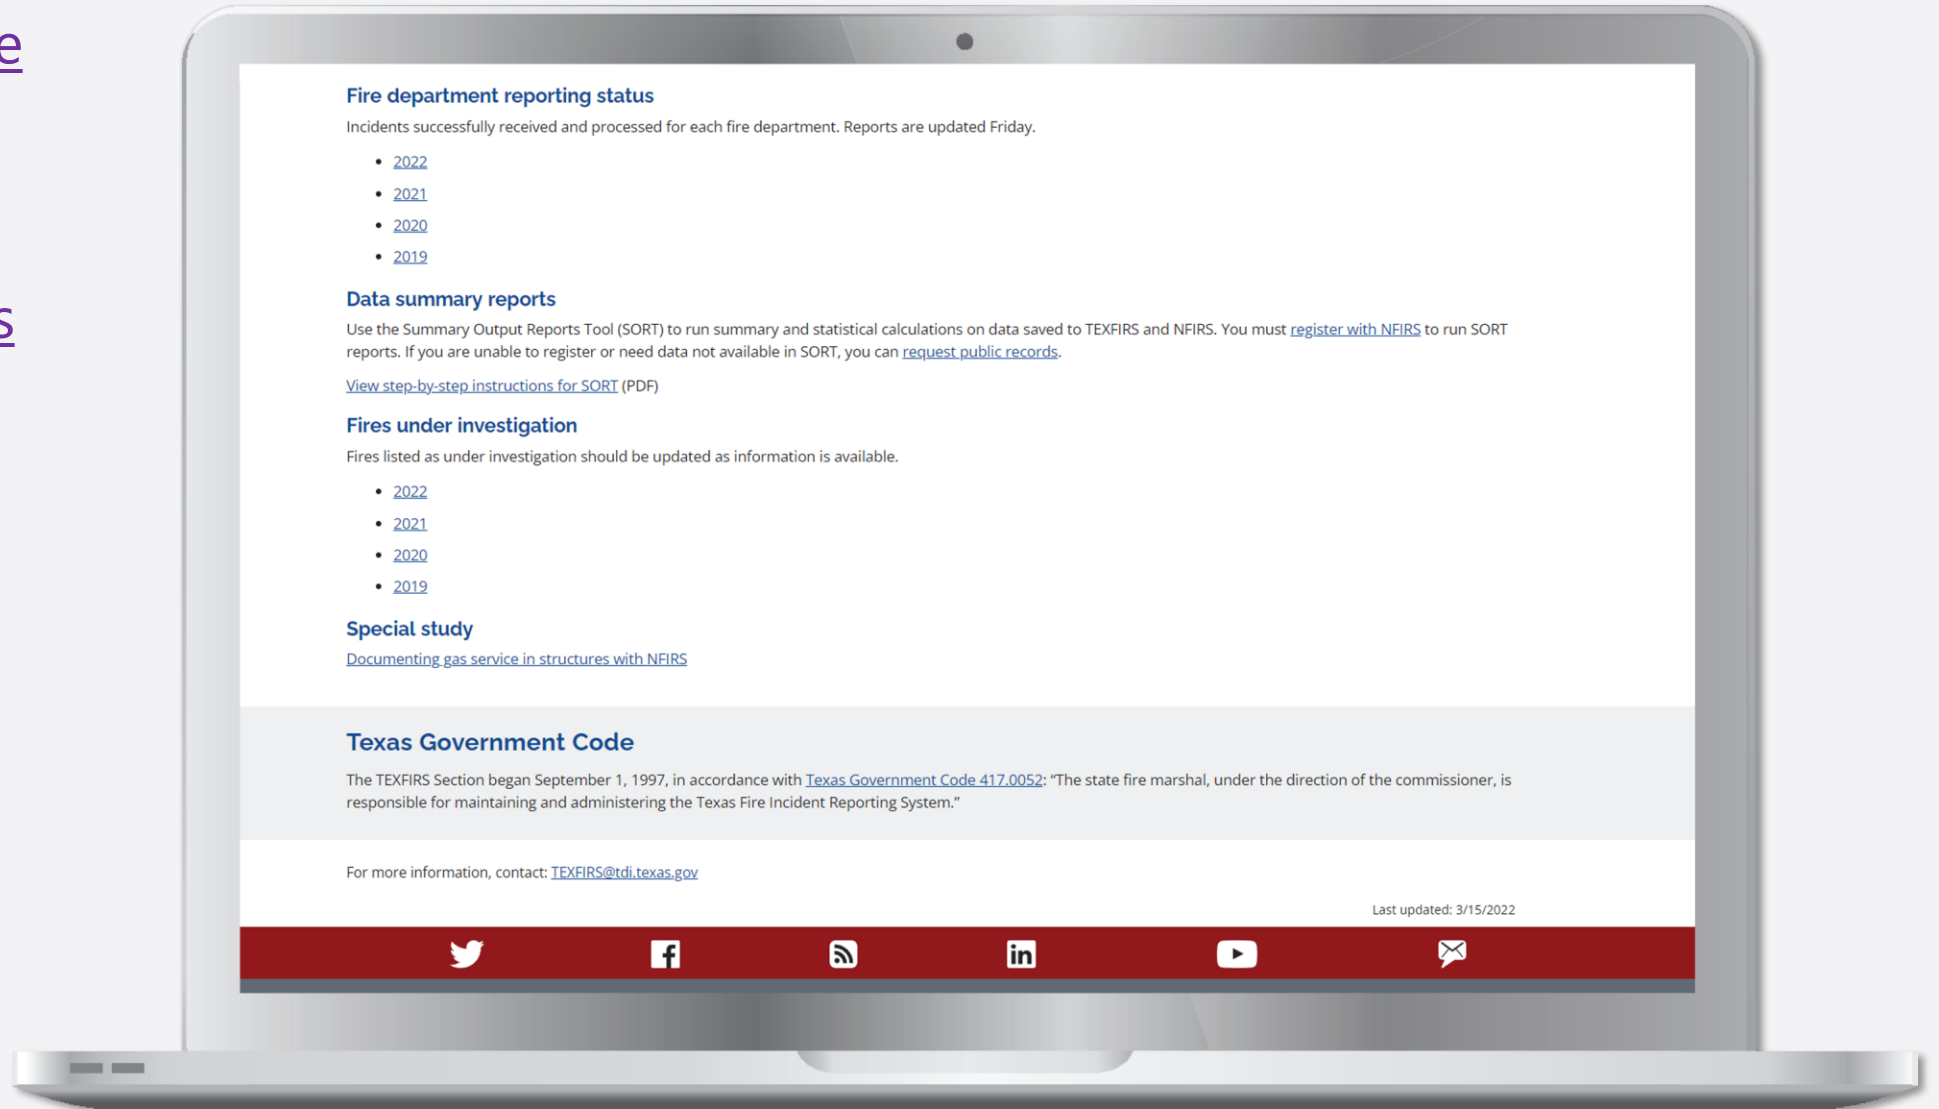 Fire department reporting status
Incidents successfully received and processed for each fire department. Reports are updated Friday.
2022
2021
2020
2019
Data summary reports
Use the Summary Output Reports Tool (SORT) to run summary and statistical calculations on data saved to TEXFIRS and NFIRS. You must register with NFIRS to run SORT
reports. If you are unable to register or need data not available in SORT, you can request public records.
View step-by-step instructions for SORT (PDF)
Fires under investigation
Fires listed as under investigation should be updated as information is available.
2022
2021
2020
2019
Special study
Documenting gas service in structures with NFIRS
Texas Government Code
The TEXFIRS Section began September 1, 1997, in accordance with Texas Government Code 417.0052: “The state fire marshal, under the direction of the commissioner, is
responsible for maintaining and administering the Texas Fire Incident Reporting System.”
For more information, contact: TEXFIRS@tdi.texas.gov
Last updated: 3/15/2022